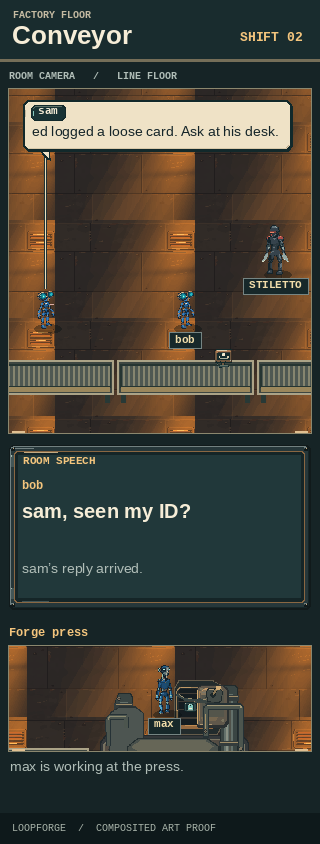 FACTORY FLOOR
Conveyor
SHIFT 02
ROOM CAMERA / LINE FLOOR
sam
ed logged a loose card. Ask at his desk.
STILETTO
bob
ROOM SPEECH
bob
sam, seen my ID?
sam's reply arrived.
Forge press
max
max is working at the press.
LOOPFORGE / COMPOSITED ART PROOF